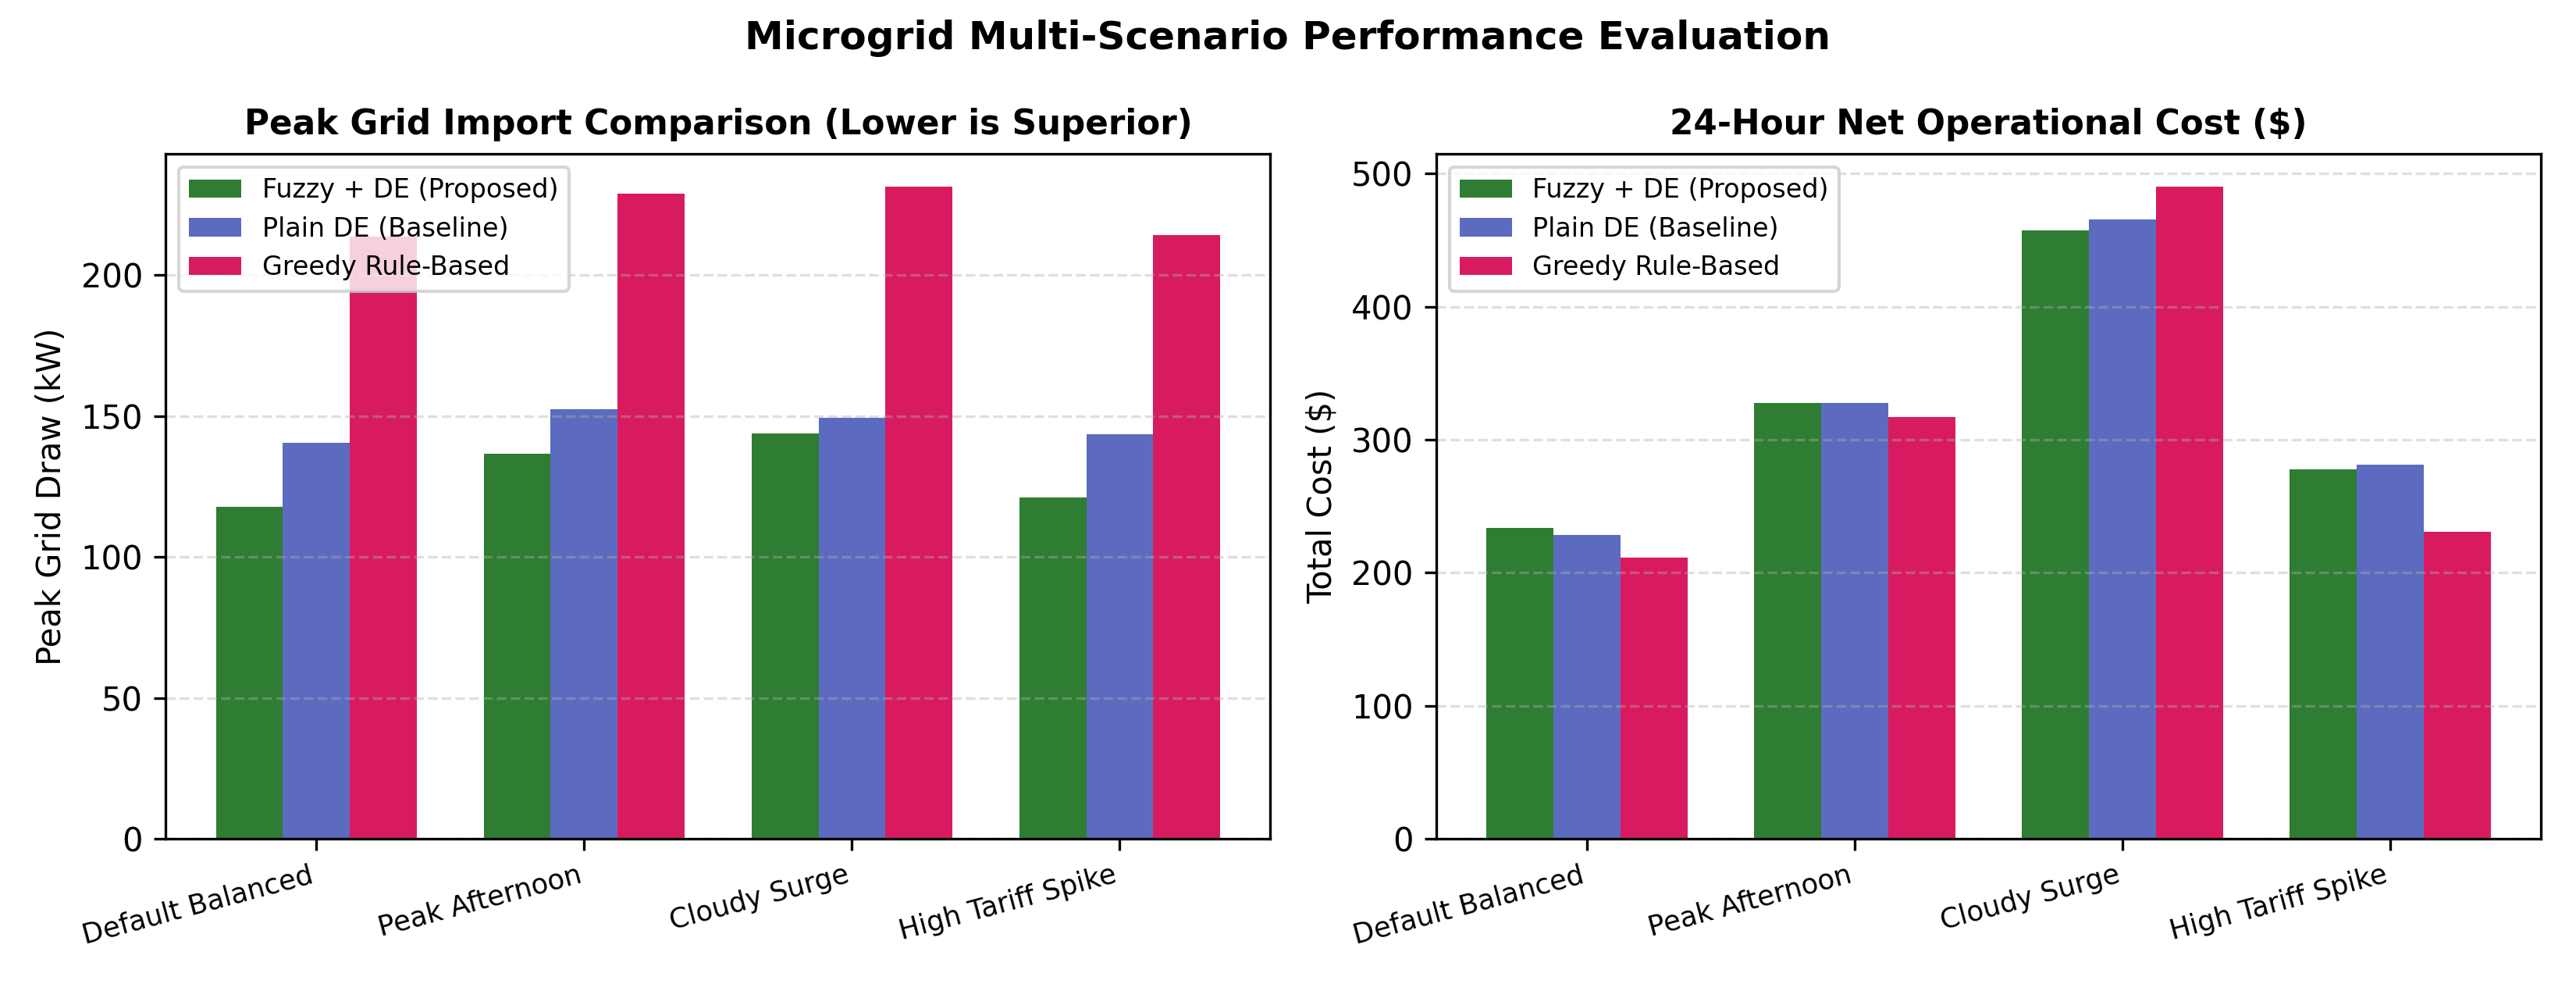 Microgrid Multi-Scenario Performance Evaluation
Peak Grid Import Comparison (Lower is Superior)
Fuzzy + DE (Proposed)
Plain DE (Baseline)
Greedy Rule-Based
Peak Grid Draw (kW)
200
150
100
50
0
Default Balanced
Peak Afternoon
Cloudy Surge
High Tariff Spike
24-Hour Net Operational Cost ($)
Fuzzy + DE (Proposed)
Plain DE (Baseline)
Greedy Rule-Based
Total Cost ($)
500
400
300
200
100
0
Default Balanced
Peak Afternoon
Cloudy Surge
High Tariff Spike